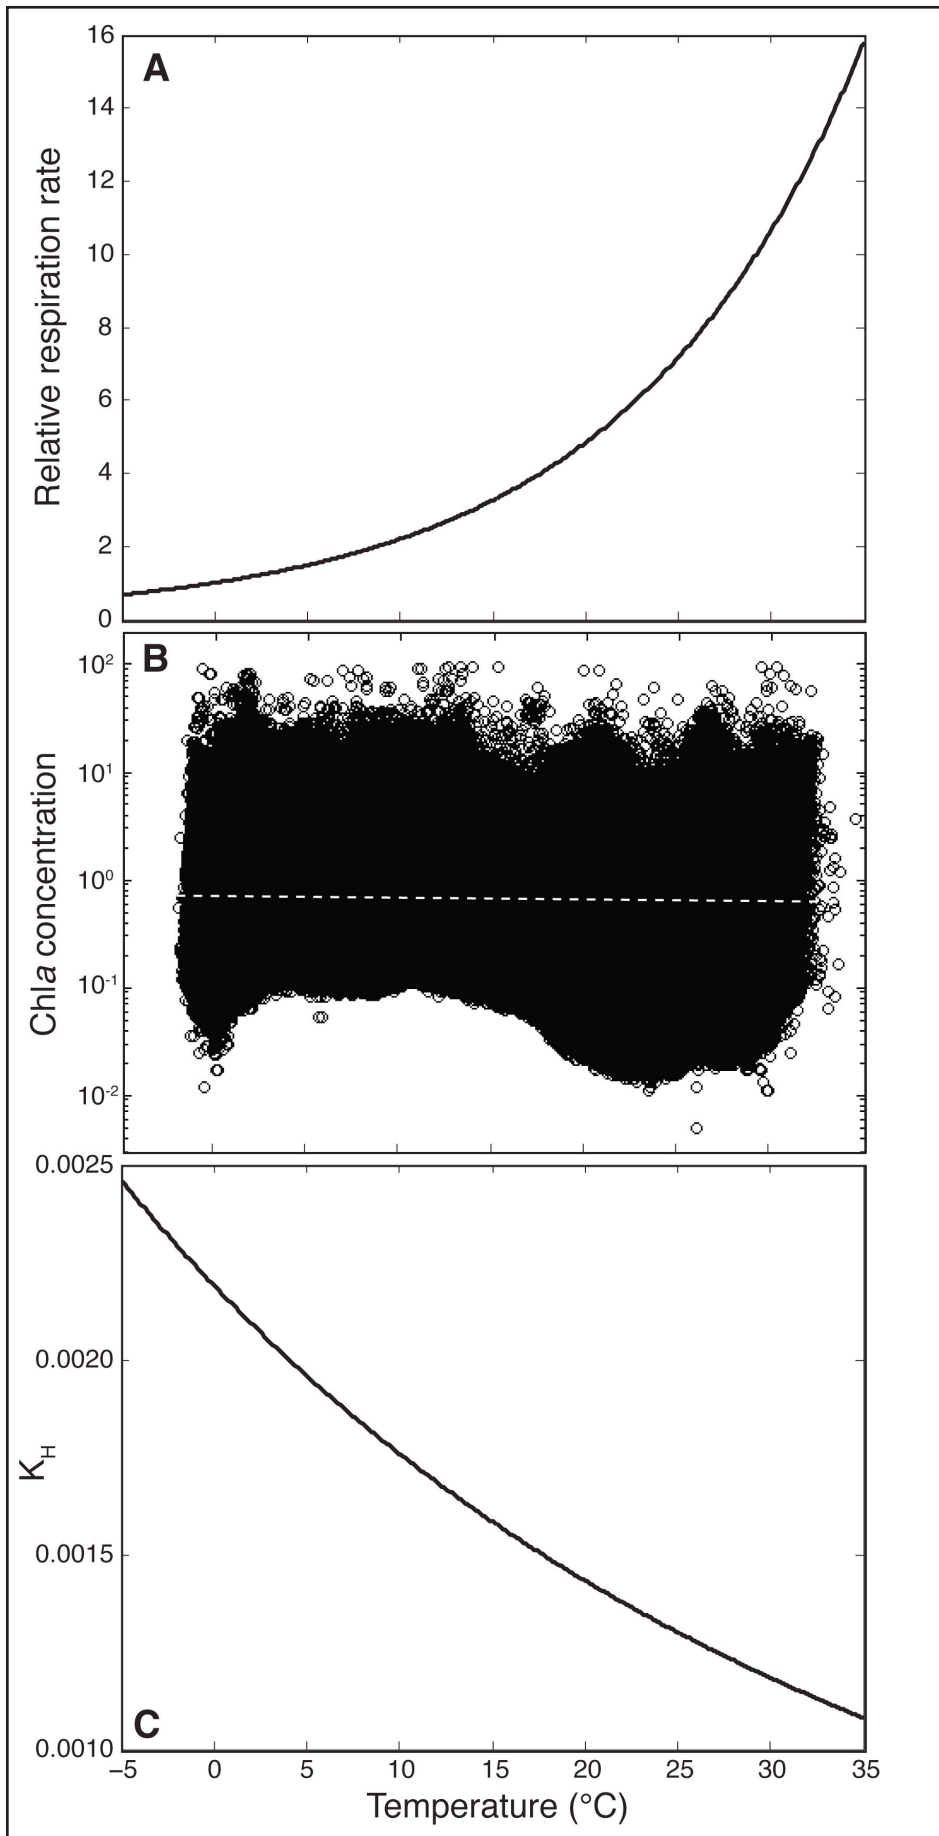 A
16
14
12
10
8
6
4
2
0
Relative respiration rate
B
10²
10¹
10⁰
10⁻¹
10⁻²
Chla concentration
0.0025
0.0020
0.0015
0.0010
K_H
C
−5 0 5 10 15 20 25 30 35
Temperature (°C)